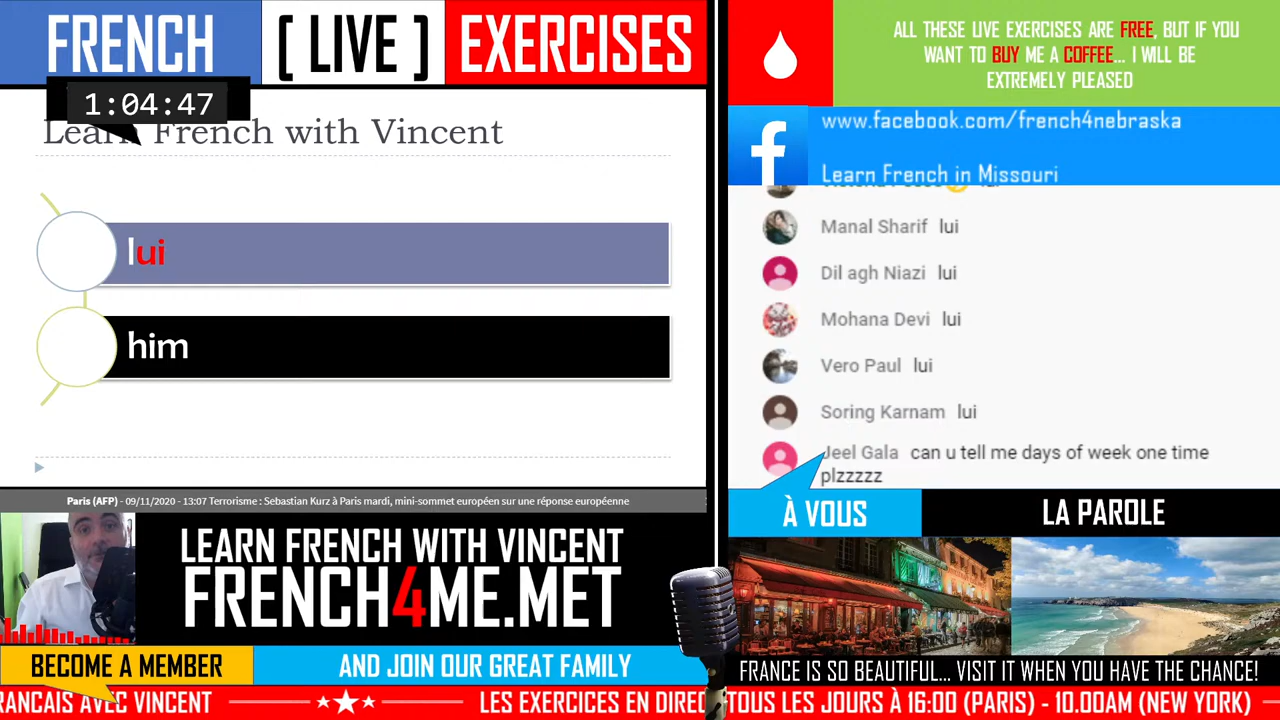 FRENCH [ LIVE ] EXERCISES
1:04:47
Learn French with Vincent
lui
him
Paris (AFP) - 09/11/2020 - 13:07 Terrorisme : Sebastian Kurz à Paris mardi, mini-sommet européen sur une réponse européenne
LEARN FRENCH WITH VINCENT
FRENCH4ME.MET
BECOME A MEMBER
AND JOIN OUR GREAT FAMILY
ALL THESE LIVE EXERCISES ARE FREE, BUT IF YOU
WANT TO BUY ME A COFFEE... I WILL BE
EXTREMELY PLEASED
www.facebook.com/french4nebraska
Learn French in Missouri
lui
Manal Sharif lui
Dil agh Niazi lui
Mohana Devi lui
Vero Paul lui
Soring Karnam lui
Jeel Gala can u tell me days of week one time
plzzzzz
À VOUS
LA PAROLE
FRANCE IS SO BEAUTIFUL... VISIT IT WHEN YOU HAVE THE CHANCE!
RANCAIS AVEC VINCENT LES EXERCICES EN DIREC TOUS LES JOURS À 16:00 (PARIS) - 10.00AM (NEW YORK)